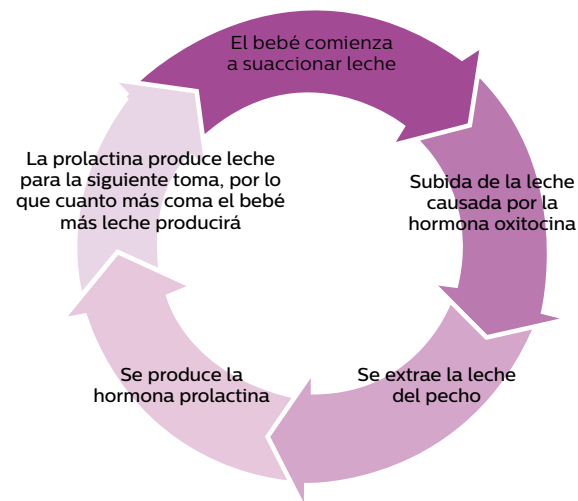 El bebé comienza
a suaccionar leche
Subida de la leche
causada por la
hormona oxitocina
Se extrae la leche
del pecho
Se produce la
hormona prolactina
La prolactina produce leche
para la siguiente toma, por lo
que cuanto más coma el bebé
más leche producirá